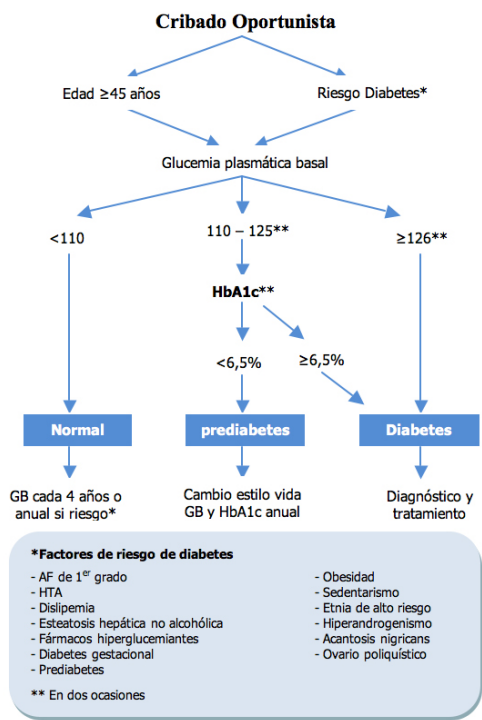 Cribado Oportunista
Edad ≥45 años
Riesgo Diabetes*
Glucemia plasmática basal
<110
110 – 125**
≥126**
HbA1c**
<6,5%
≥6,5%
Normal
prediabetes
Diabetes
GB cada 4 años o
anual si riesgo*
Cambio estilo vida
GB y HbA1c anual
Diagnóstico y
tratamiento
*Factores de riesgo de diabetes
- AF de 1er grado
- HTA
- Dislipemia
- Esteatosis hepática no alcohólica
- Fármacos hiperglucemiantes
- Diabetes gestacional
- Prediabetes
- Obesidad
- Sedentarismo
- Etnia de alto riesgo
- Hiperandrogenismo
- Acantosis nigricans
- Ovario poliquístico
** En dos ocasiones